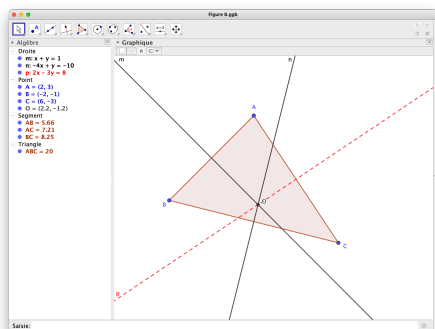 Figure 8.ggb
Algèbre
Graphique
Droite
m: x + y = 1
n: -4x + y = -10
p: 2x - 3y = 8
Point
A = (2, 3)
B = (-2, -1)
C = (6, -3)
O = (2.2, -1.2)
Segment
AB = 5.66
AC = 7.21
BC = 8.25
Triangle
ABC = 20
m
n
A
B
O
C
p
Saisie: